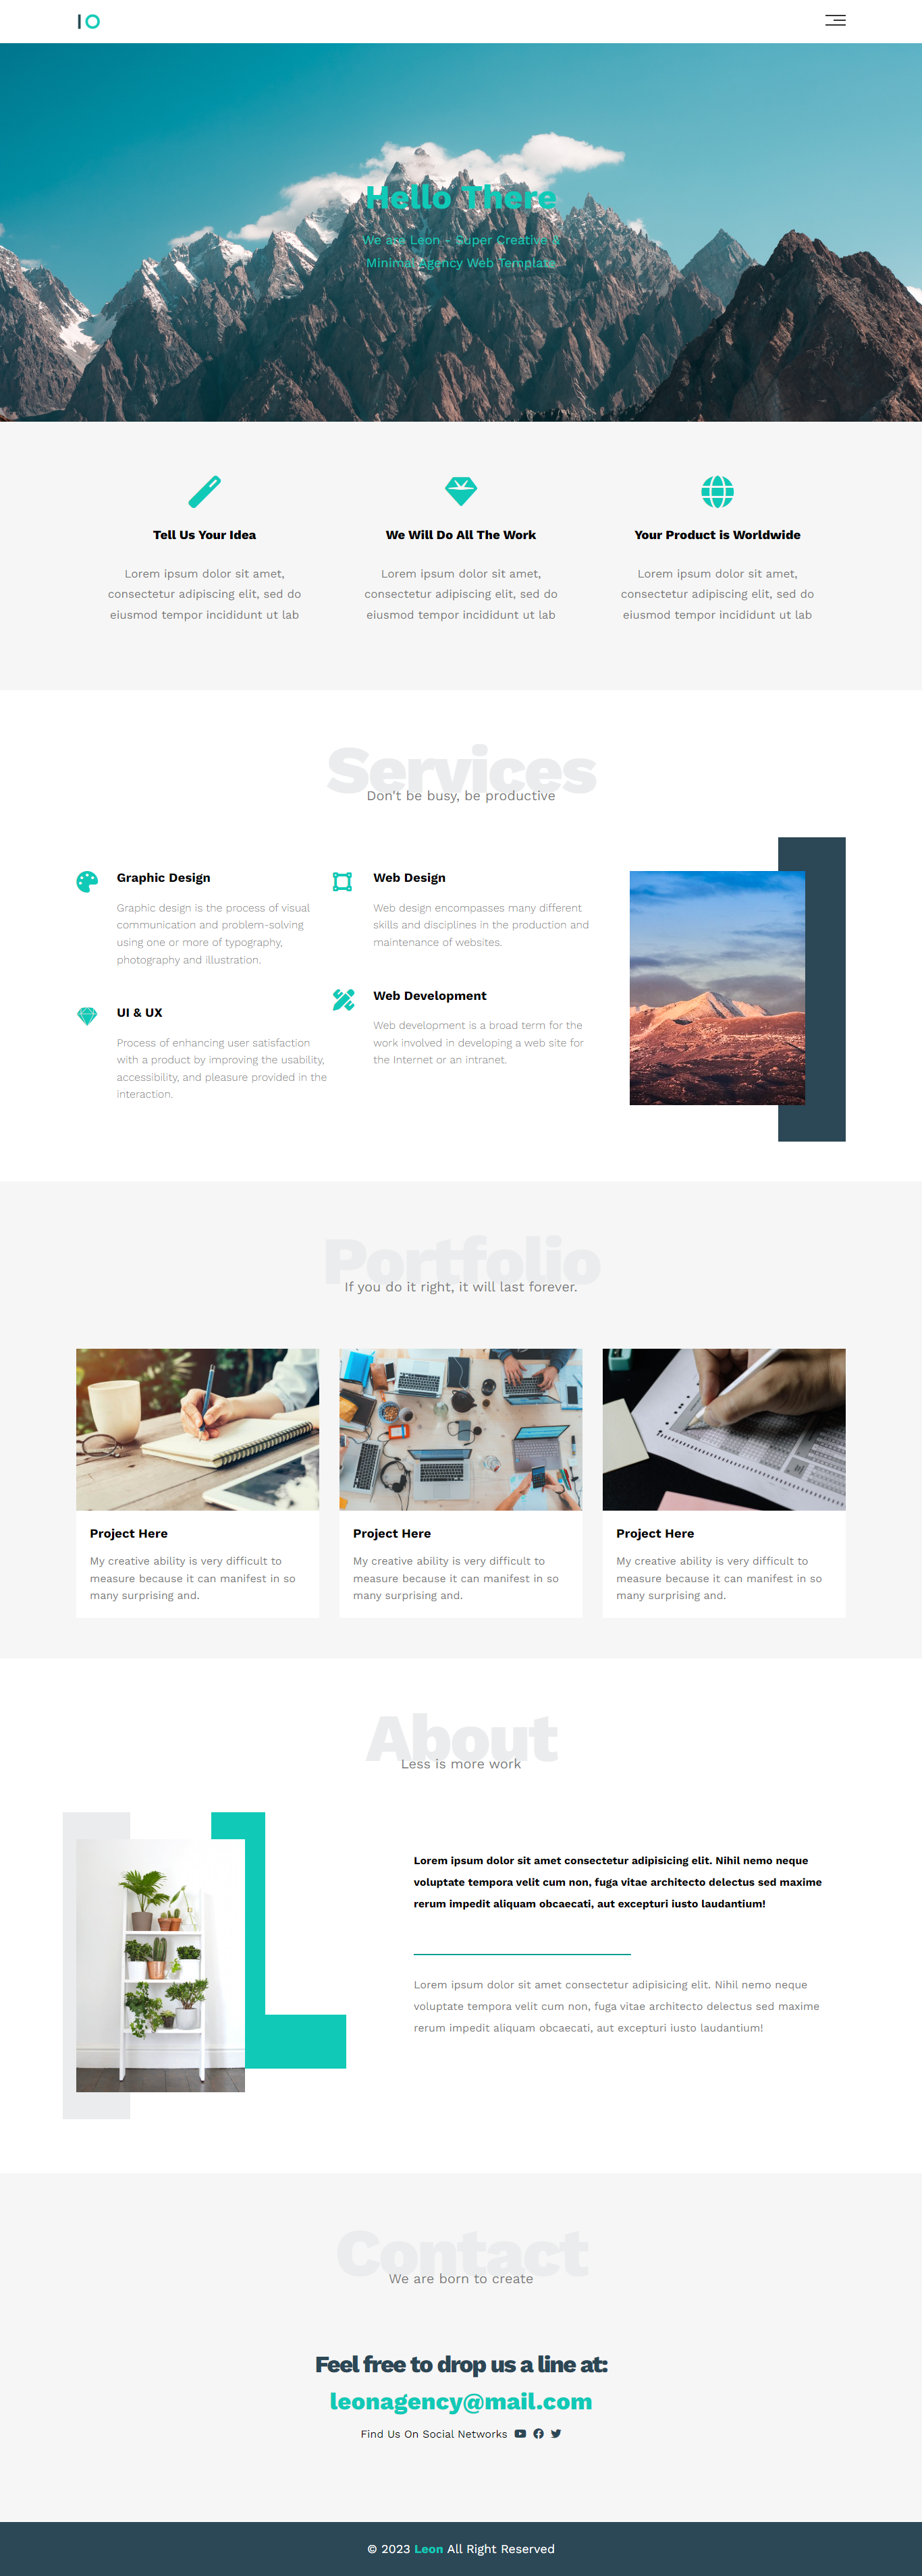 IO
Hello There
We are Leon - Super Creative &
Minimal Agency Web Template
Tell Us Your Idea
Lorem ipsum dolor sit amet,
consectetur adipiscing elit, sed do
eiusmod tempor incididunt ut lab
We Will Do All The Work
Lorem ipsum dolor sit amet,
consectetur adipiscing elit, sed do
eiusmod tempor incididunt ut lab
Your Product is Worldwide
Lorem ipsum dolor sit amet,
consectetur adipiscing elit, sed do
eiusmod tempor incididunt ut lab
Services
Don't be busy, be productive
Graphic Design
Graphic design is the process of visual
communication and problem-solving
using one or more of typography,
photography and illustration.
UI & UX
Process of enhancing user satisfaction
with a product by improving the usability,
accessibility, and pleasure provided in the
interaction.
Web Design
Web design encompasses many different
skills and disciplines in the production and
maintenance of websites.
Web Development
Web development is a broad term for the
work involved in developing a web site for
the Internet or an intranet.
Portfolio
If you do it right, it will last forever.
Project Here
My creative ability is very difficult to
measure because it can manifest in so
many surprising and.
Project Here
My creative ability is very difficult to
measure because it can manifest in so
many surprising and.
Project Here
My creative ability is very difficult to
measure because it can manifest in so
many surprising and.
About
Less is more work
Lorem ipsum dolor sit amet consectetur adipisicing elit. Nihil nemo neque
voluptate tempora velit cum non, fuga vitae architecto delectus sed maxime
rerum impedit aliquam obcaecati, aut excepturi iusto laudantium!
Lorem ipsum dolor sit amet consectetur adipisicing elit. Nihil nemo neque
voluptate tempora velit cum non, fuga vitae architecto delectus sed maxime
rerum impedit aliquam obcaecati, aut excepturi iusto laudantium!
Contact
We are born to create
Feel free to drop us a line at:
leonagency@mail.com
Find Us On Social Networks
© 2023 Leon All Right Reserved